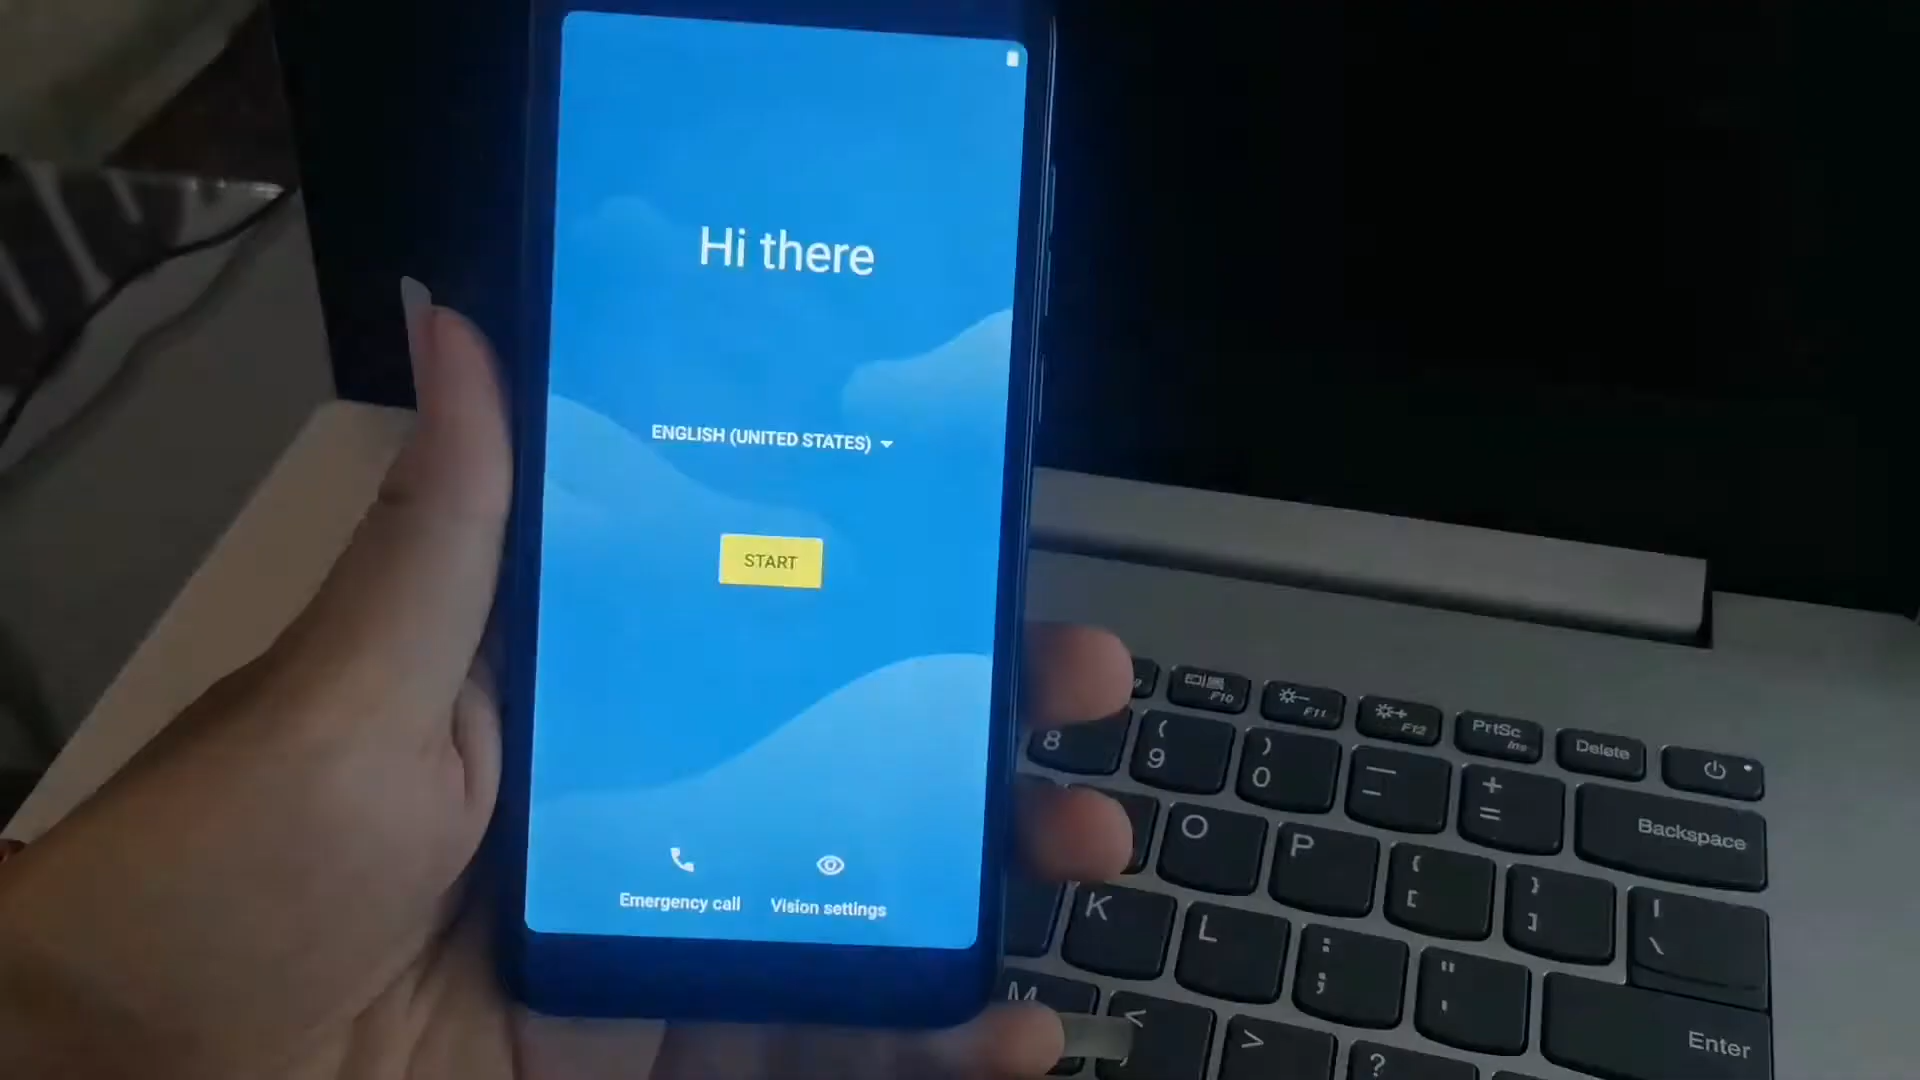 Hi there
ENGLISH (UNITED STATES)
START
Emergency call
Vision settings
F10
F11
F12
PrtSc
Ins
Delete
8
( 9
) 0
— -
+ =
Backspace
O
P
{ [
} ]
| \
K
L
: ;
" '
Enter
M
<
>
?